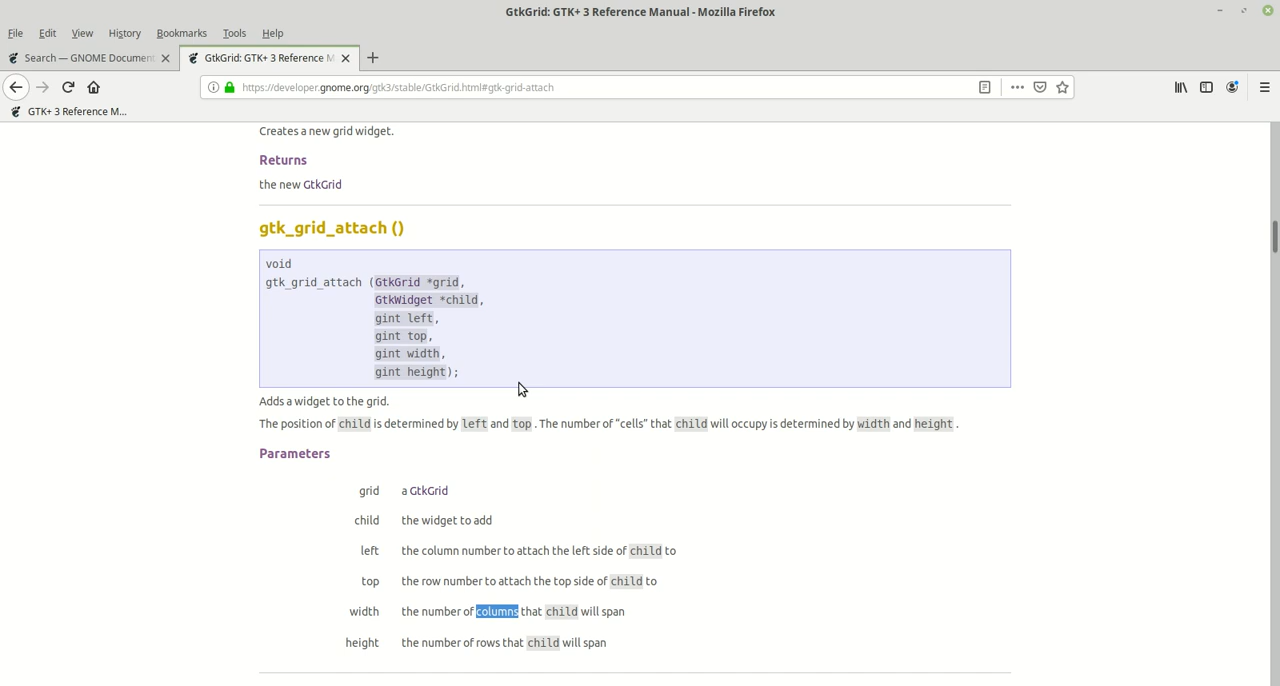 GtkGrid: GTK+ 3 Reference Manual - Mozilla Firefox
File Edit View History Bookmarks Tools Help
Search — GNOME Document
GtkGrid: GTK+ 3 Reference M
https://developer.gnome.org/gtk3/stable/GtkGrid.html#gtk-grid-attach
GTK+ 3 Reference M...
Creates a new grid widget.
Returns
the new GtkGrid
gtk_grid_attach ()
void
gtk_grid_attach (GtkGrid *grid,
GtkWidget *child,
gint left,
gint top,
gint width,
gint height);
Adds a widget to the grid.
The position of child is determined by left and top . The number of “cells” that child will occupy is determined by width and height .
Parameters
grid a GtkGrid
child the widget to add
left the column number to attach the left side of child to
top the row number to attach the top side of child to
width the number of columns that child will span
height the number of rows that child will span